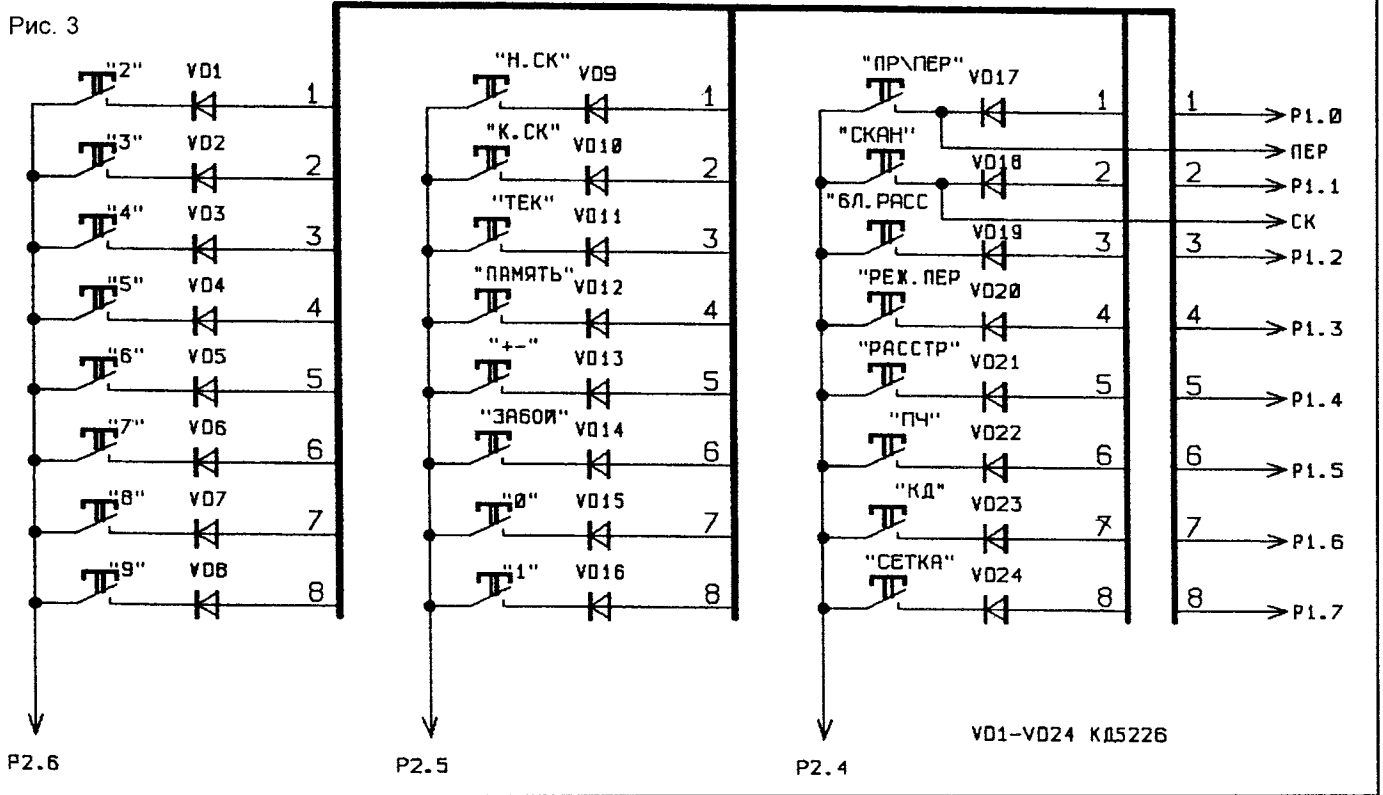 Рис. 3
"2" VD1 1
"3" VD2 2
"4" VD3 3
"5" VD4 4
"6" VD5 5
"7" VD6 6
"8" VD7 7
"9" VD8 8
P2.6
"Н.СК" VD9 1
"К.СК" VD10 2
"ТЕК" VD11 3
"ПАМЯТЬ" VD12 4
"+-" VD13 5
"ЗАБОЙ" VD14 6
"0" VD15 7
"1" VD16 8
P2.5
"ПР\ПЕР" VD17 1
"СКАН" VD18 2
"БЛ.РАСС VD19 3
"РЕЖ.ПЕР VD20 4
"РАССТР" VD21 5
"ПЧ" VD22 6
"КД" VD23 7
"СЕТКА" VD24 8
P2.4
1 P1.0
ПЕР
2 P1.1
СК
3 P1.2
4 P1.3
5 P1.4
6 P1.5
7 P1.6
8 P1.7
VD1-VD24 КД522Б